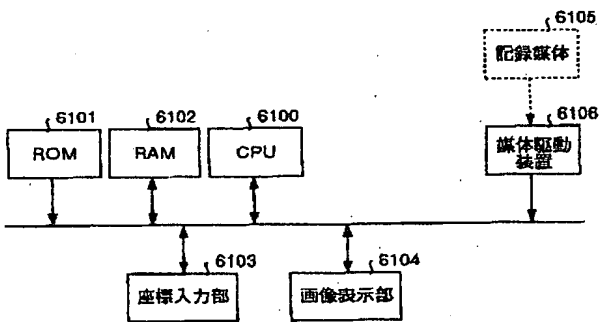 6105
記録媒体
6101
6102
6100
6106
ROM
RAM
CPU
媒体駆動
装置
6103
6104
座標入力部
画像表示部